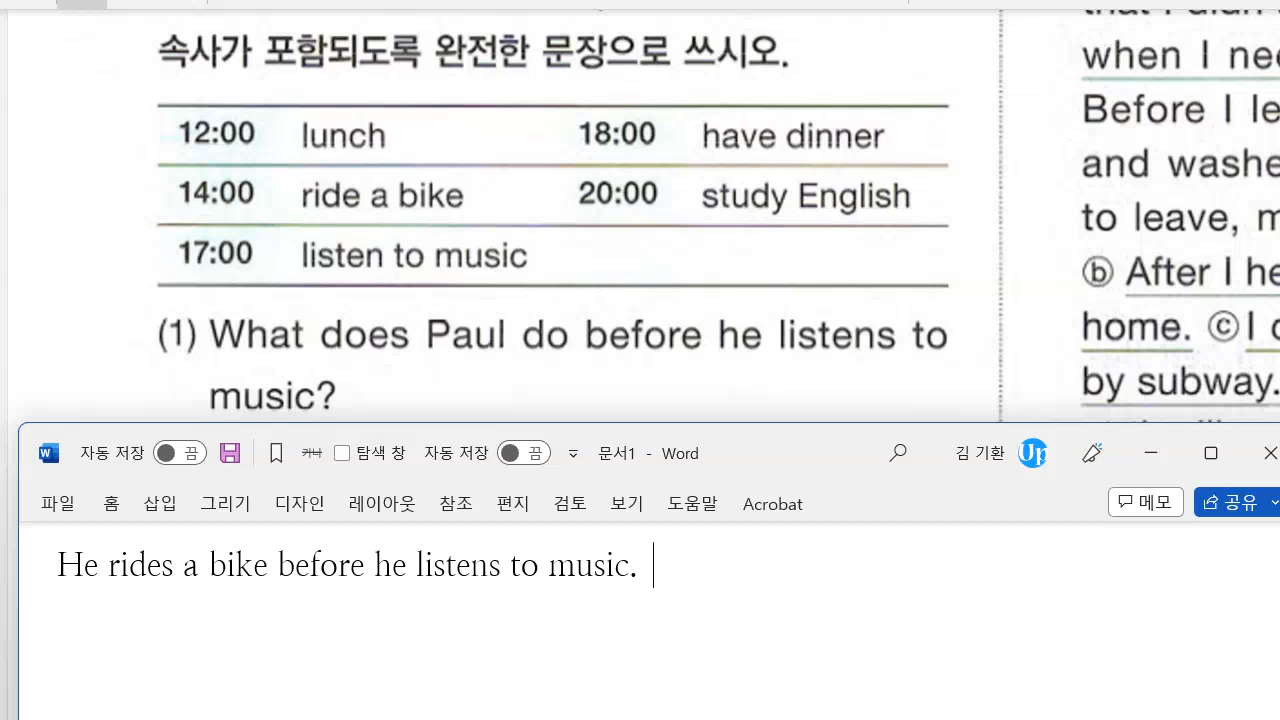 속사가 포함되도록 완전한 문장으로 쓰시오.
12:00 lunch 18:00 have dinner
14:00 ride a bike 20:00 study English
17:00 listen to music
(1) What does Paul do before he listens to
music?
when I
Before I
and
to leave,
ⓑ After I
home. ⓒ I
by subway.
자동 저장 끔 가나 탐색 창 자동 저장 끔 문서1 - Word 김 기환 Up
파일 홈 삽입 그리기 디자인 레이아웃 참조 편지 검토 보기 도움말 Acrobat 메모 공유
He rides a bike before he listens to music.